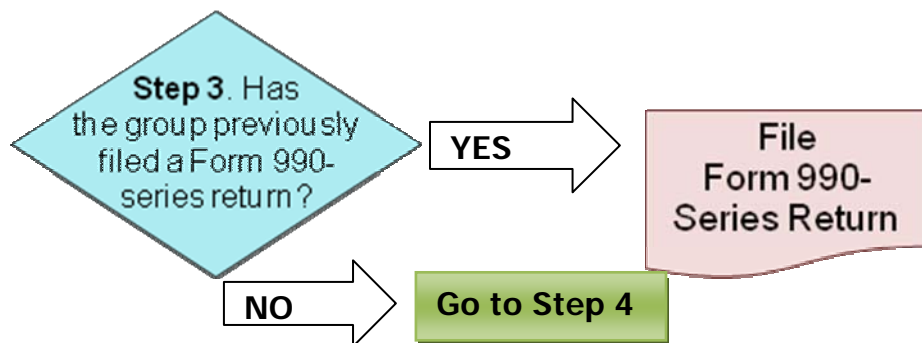 Step 3. Has
the group previously
filed a Form 990-
series return?
YES
File
Form 990-
Series Return
NO
Go to Step 4